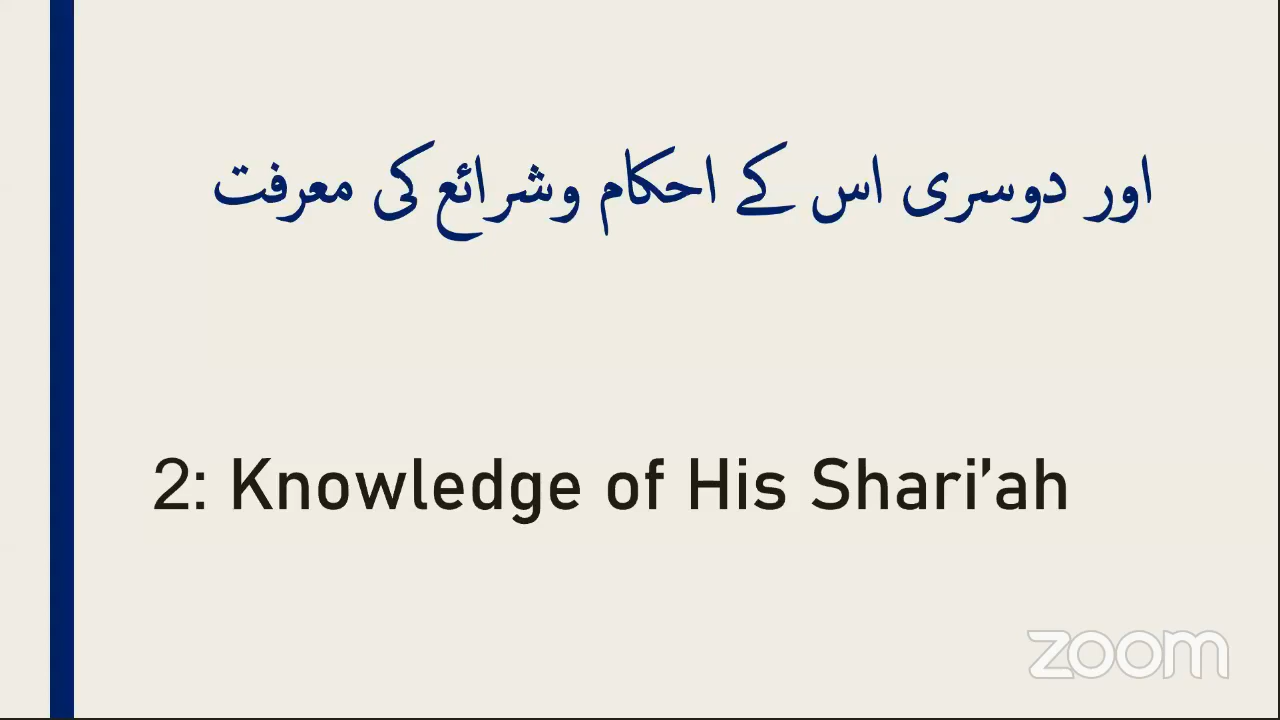 اور دوسری اس کے احکام وشرائع کی معرفت
2: Knowledge of His Shari’ah
zoom